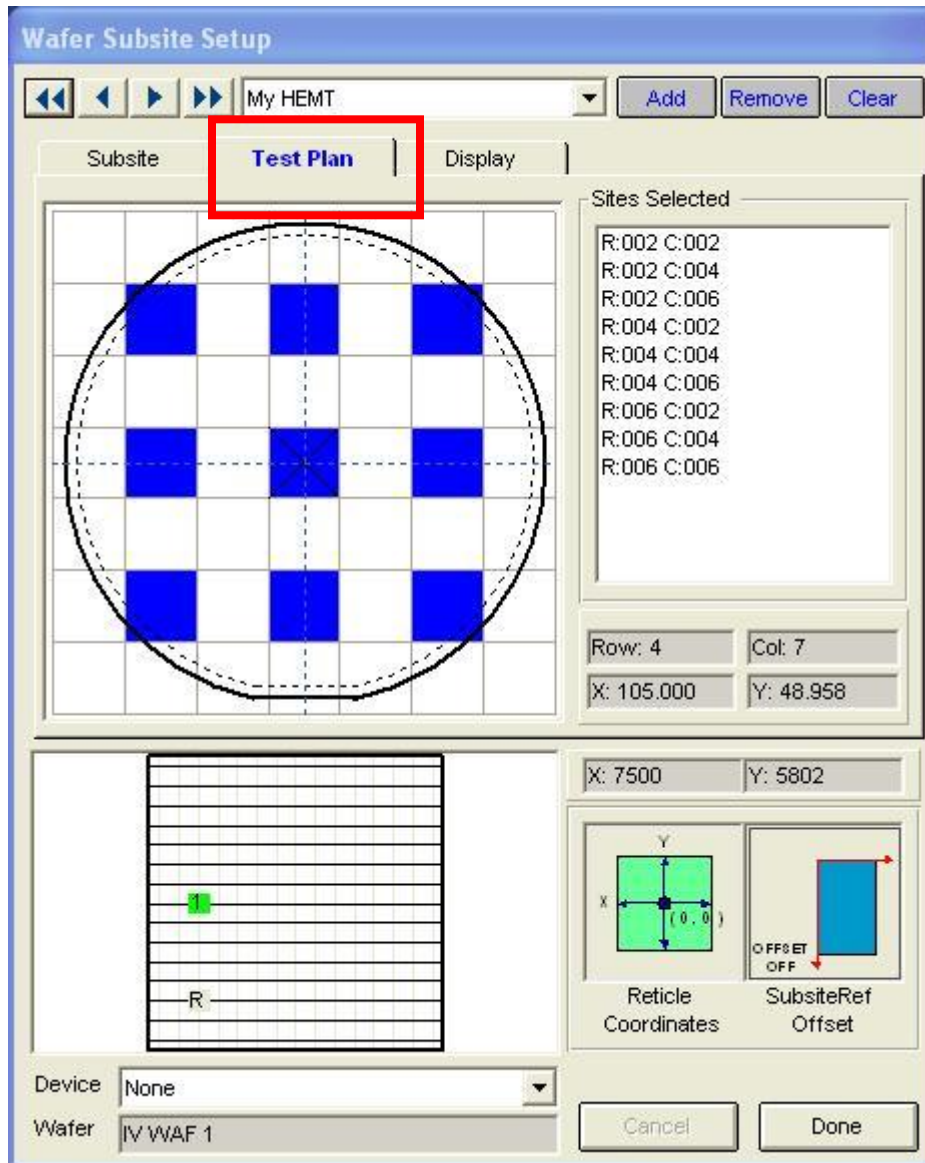 Wafer Subsite Setup
My HEMT
Add
Remove
Clear
Subsite
Test Plan
Display
Sites Selected
R:002 C:002
R:002 C:004
R:002 C:006
R:004 C:002
R:004 C:004
R:004 C:006
R:006 C:002
R:006 C:004
R:006 C:006
Row: 4
Col: 7
X: 105.000
Y: 48.958
1
R
X: 7500
Y: 5802
Y
X
(0,0)
OFFSET
OFF
Reticle
Coordinates
SubsiteRef
Offset
Device
None
Wafer
IV WAF 1
Cancel
Done